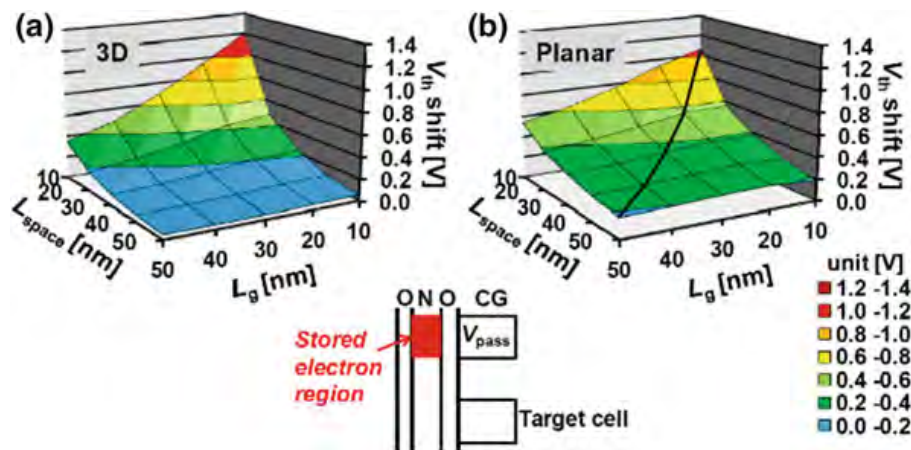 (a)
3D
1.4
1.2
1.0
0.8
0.6
0.4
0.2
0.0
Vth shift [V]
10
20
30
40
50
Lspace [nm]
50
40
30
20
10
Lg [nm]
(b)
Planar
1.4
1.2
1.0
0.8
0.6
0.4
0.2
0.0
Vth shift [V]
10
20
30
40
50
Lspace [nm]
50
40
30
20
10
Lg [nm]
unit [V]
1.2 -1.4
1.0 -1.2
0.8 -1.0
0.6 -0.8
0.4 -0.6
0.2 -0.4
0.0 -0.2
O N O CG
Stored
electron
region
Vpass
Target cell